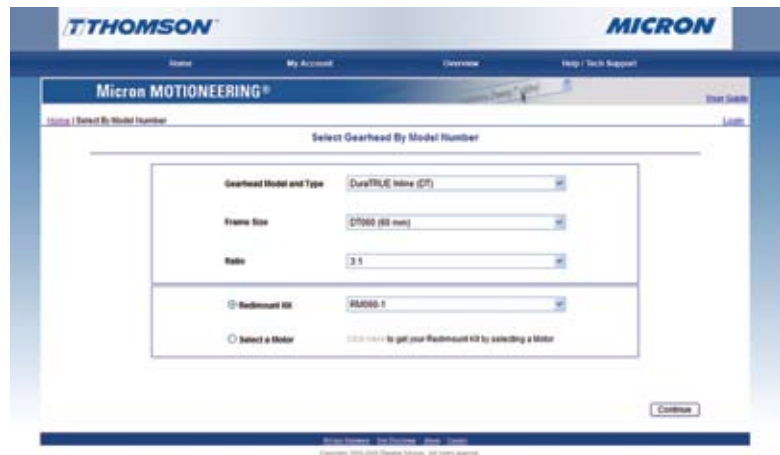 THOMSON
MICRON
Home My Account Overview Help / Tech Support
Micron MOTIONEERING®
User Guide
Home | Select By Model Number
Login
Select Gearhead By Model Number
Gearhead Model and Type DuraTRUE Inline (DT)
Frame Size DT060 (60 mm)
Ratio 3:1
Redimount Kit RM060-1
Select a Motor Click Here to get your Redimount Kit by selecting a Motor
Continue